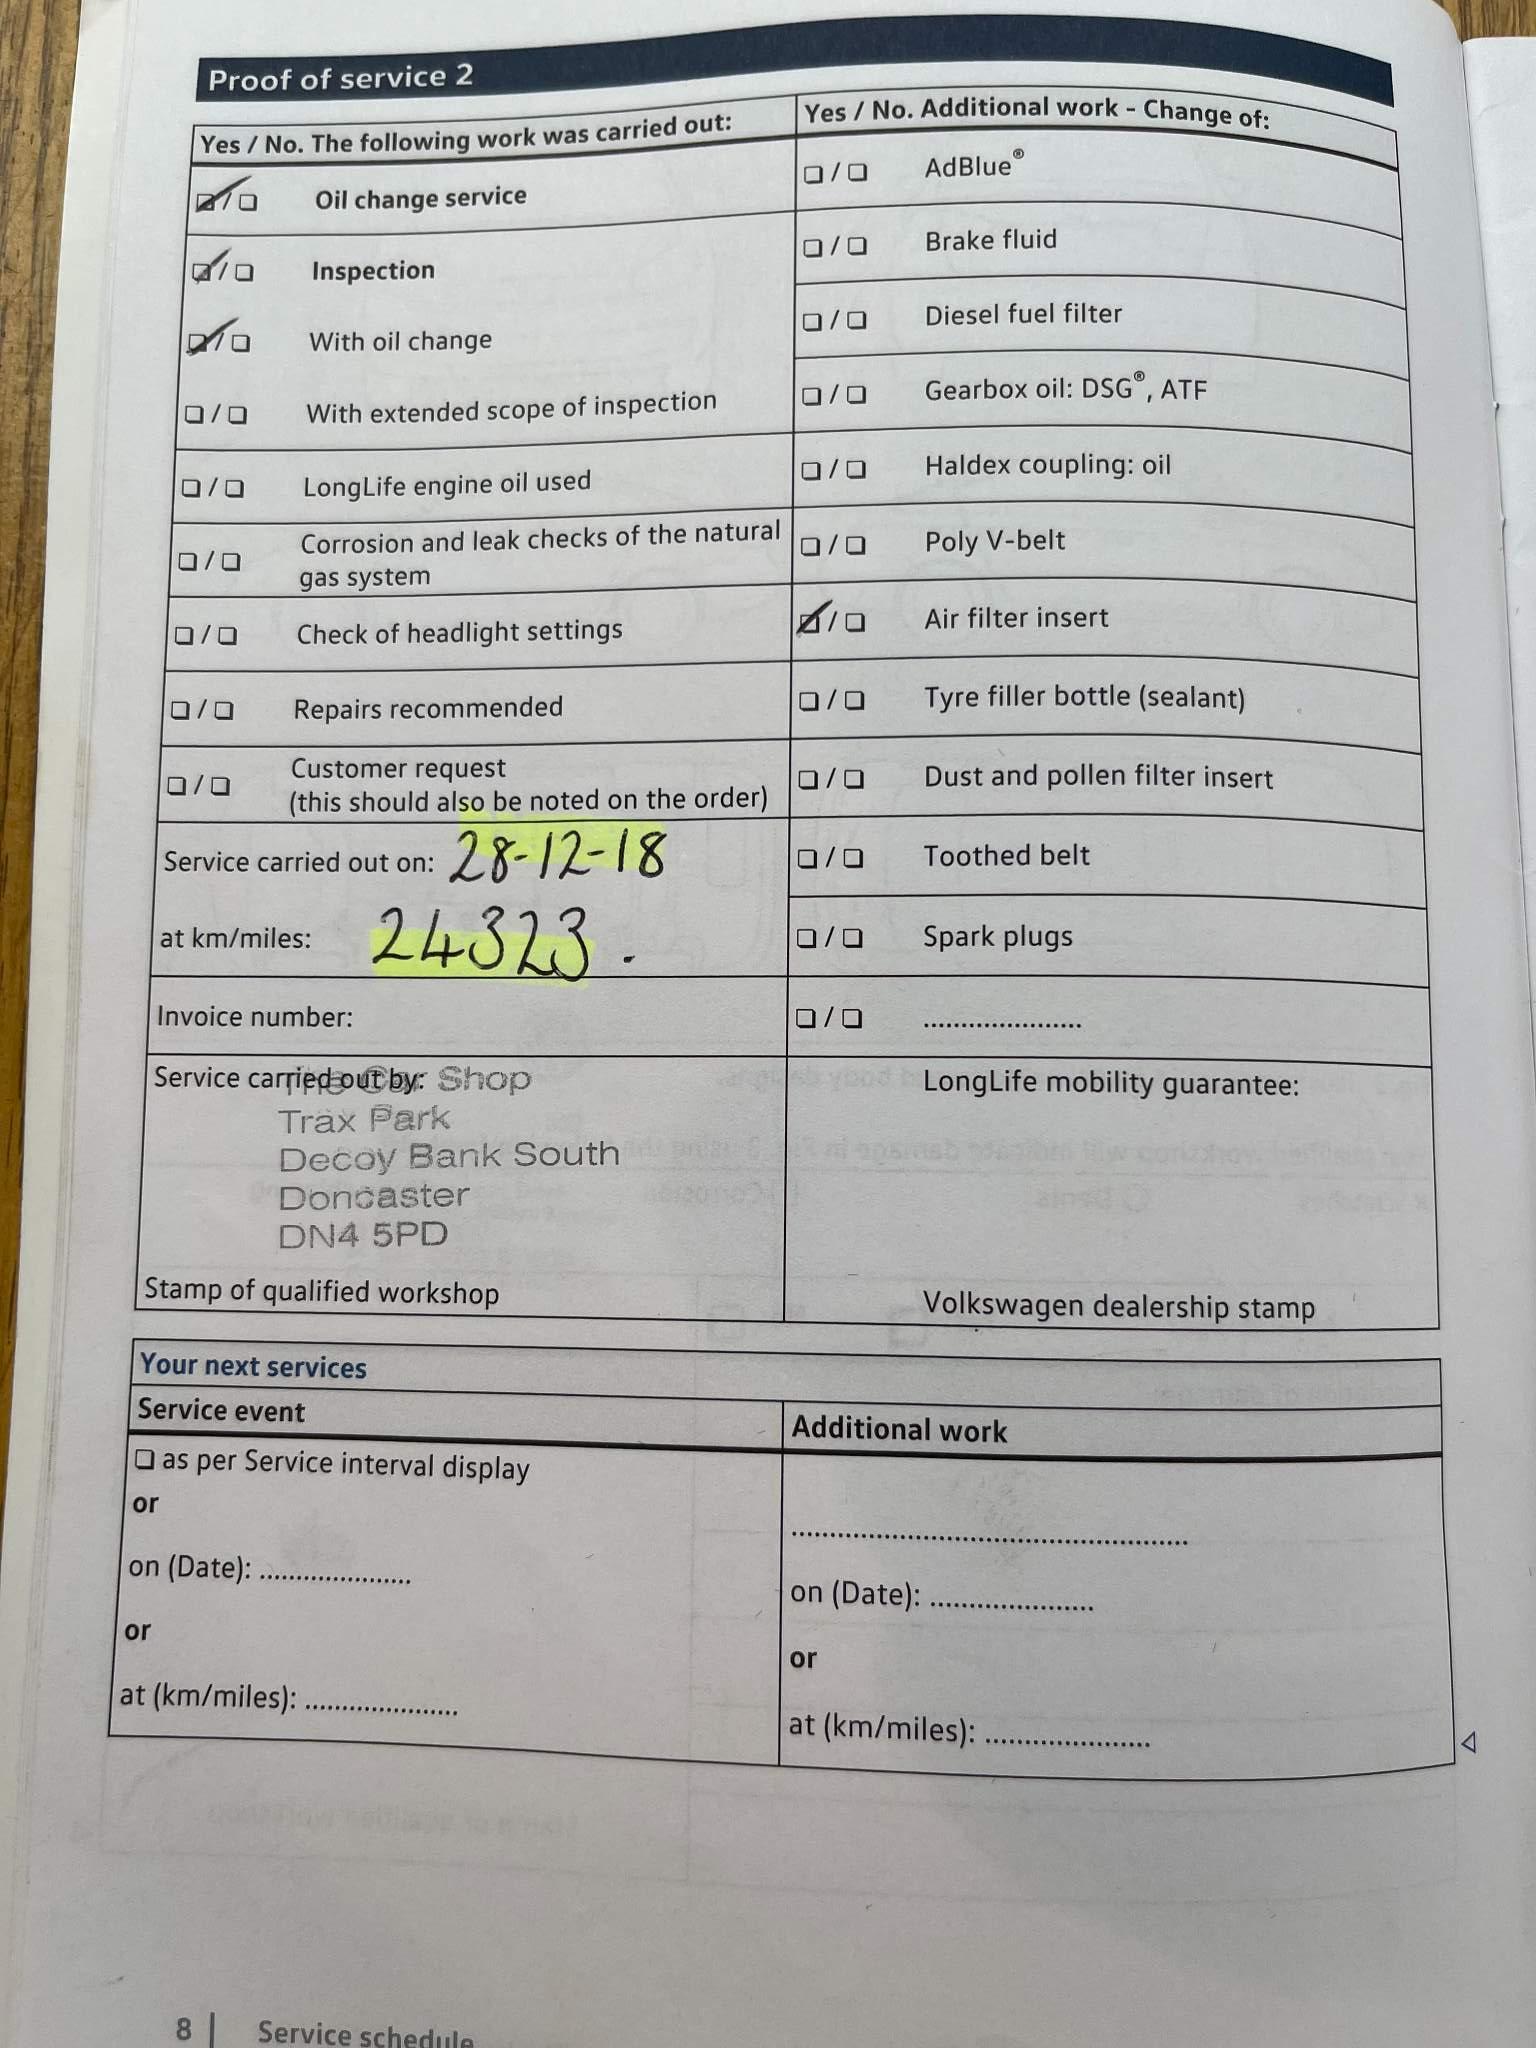 Proof of service 2
Yes / No. The following work was carried out:
☑ / ☐ Oil change service
☑ / ☐ Inspection
☑ / ☐ With oil change
☐ / ☐ With extended scope of inspection
☐ / ☐ LongLife engine oil used
☐ / ☐ Corrosion and leak checks of the natural
gas system
☐ / ☐ Check of headlight settings
☐ / ☐ Repairs recommended
☐ / ☐ Customer request
(this should also be noted on the order)
Service carried out on: 28-12-18
at km/miles: 24323.
Invoice number:
Service carried out by: The Car Shop
Trax Park
Decoy Bank South
Doncaster
DN4 5PD
Stamp of qualified workshop
Yes / No. Additional work - Change of:
☐ / ☐ AdBlue®
☐ / ☐ Brake fluid
☐ / ☐ Diesel fuel filter
☐ / ☐ Gearbox oil: DSG®, ATF
☐ / ☐ Haldex coupling: oil
☐ / ☐ Poly V-belt
☑ / ☐ Air filter insert
☐ / ☐ Tyre filler bottle (sealant)
☐ / ☐ Dust and pollen filter insert
☐ / ☐ Toothed belt
☐ / ☐ Spark plugs
☐ / ☐ ......................
LongLife mobility guarantee:
Volkswagen dealership stamp
Your next services
Service event
☐ as per Service interval display
or
on (Date): .....................
or
at (km/miles): .....................
Additional work
.......................................................
on (Date): ......................
or
at (km/miles): ......................
8 | Service schedule